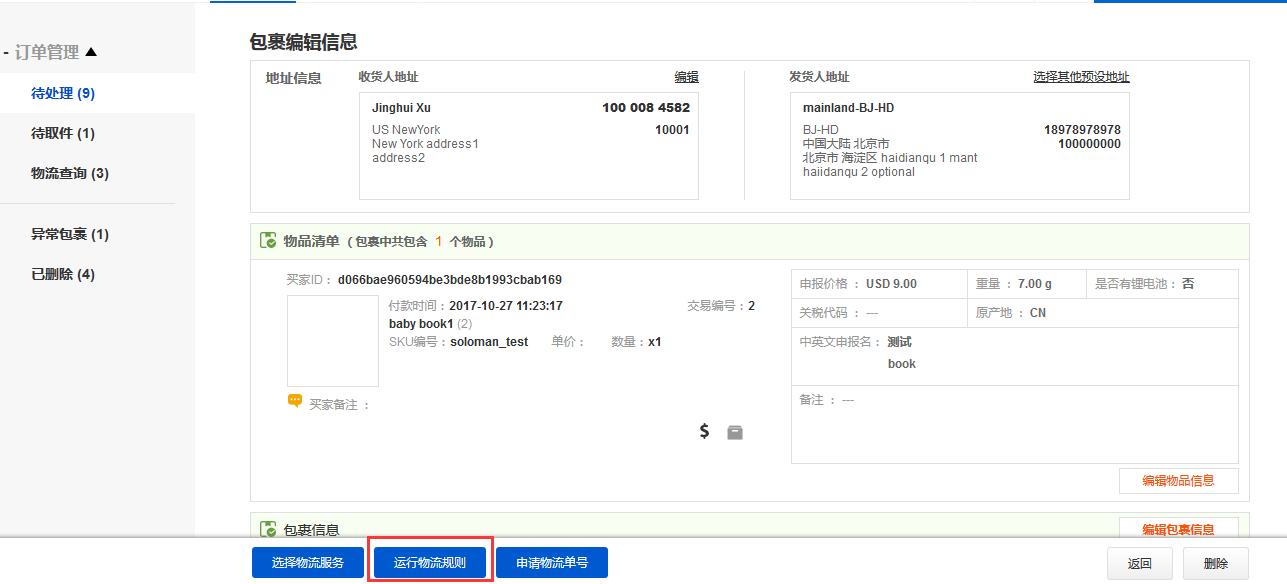 - 订单管理 ▲
待处理 (9)
待取件 (1)
物流查询 (3)
异常包裹 (1)
已删除 (4)
包裹编辑信息
地址信息
收货人地址 编辑
Jinghui Xu 100 008 4582
US NewYork 10001
New York address1
address2
发货人地址 选择其他预设地址
mainland-BJ-HD
BJ-HD 18978978978
中国大陆 北京市 100000000
北京市 海淀区 haidianqu 1 mant
haiidanqu 2 optional
物品清单 ( 包裹中共包含 1 个物品 )
买家ID： d066bae960594be3bde8b1993cbab169
付款时间：2017-10-27 11:23:17 交易编号：2
baby book1 (2)
SKU编号：soloman_test 单价： 数量：x1
买家备注 ：
$
申报价格 ： USD 9.00 重量 ： 7.00 g 是否有锂电池： 否
关税代码 ： --- 原产地 ： CN
中英文申报名： 测试
book
备注 ： ---
编辑物品信息
包裹信息 编辑包裹信息
选择物流服务 运行物流规则 申请物流单号 返回 删除